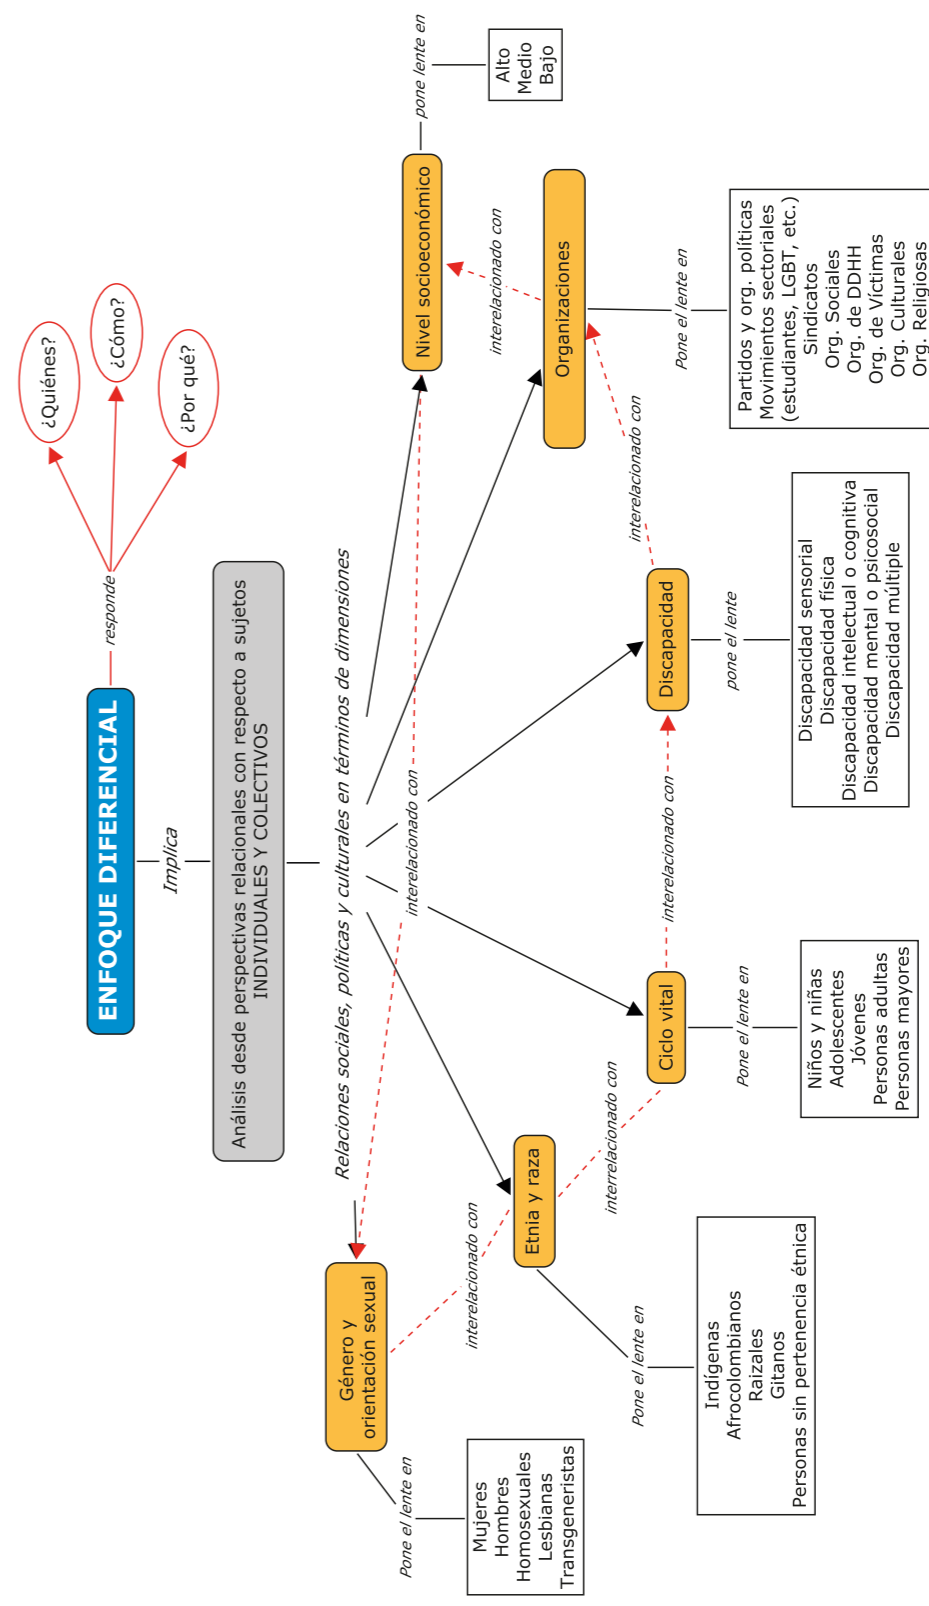 ENFOQUE DIFERENCIAL
responde
¿Quiénes?
¿Cómo?
¿Por qué?
Implica
Análisis desde perspectivas relacionales con respecto a sujetos
INDIVIDUALES Y COLECTIVOS
Relaciones sociales, políticas y culturales en términos de dimensiones
Género y
orientación sexual
Etnia y raza
Ciclo vital
Discapacidad
Organizaciones
Nivel socioeconómico
interelacionado con
interrelacionado con
interelacionado con
interelacionado con
interelacionado con
interelacionado con
Pone el lente en
Mujeres
Hombres
Homosexuales
Lesbianas
Transgeneristas
Pone el lente en
Indígenas
Afrocolombianos
Raizales
Gitanos
Personas sin pertenencia étnica
Pone el lente en
Niños y niñas
Adolescentes
Jóvenes
Personas adultas
Personas mayores
pone el lente
Discapacidad sensorial
Discapacidad física
Discapacidad intelectual o cognitiva
Discapacidad mental o psicosocial
Discapacidad múltiple
Pone el lente en
Partidos y org. políticas
Movimientos sectoriales
(estudiantes, LGBT, etc.)
Sindicatos
Org. Sociales
Org. de DDHH
Org. de Víctimas
Org. Culturales
Org. Religiosas
pone lente en
Alto
Medio
Bajo